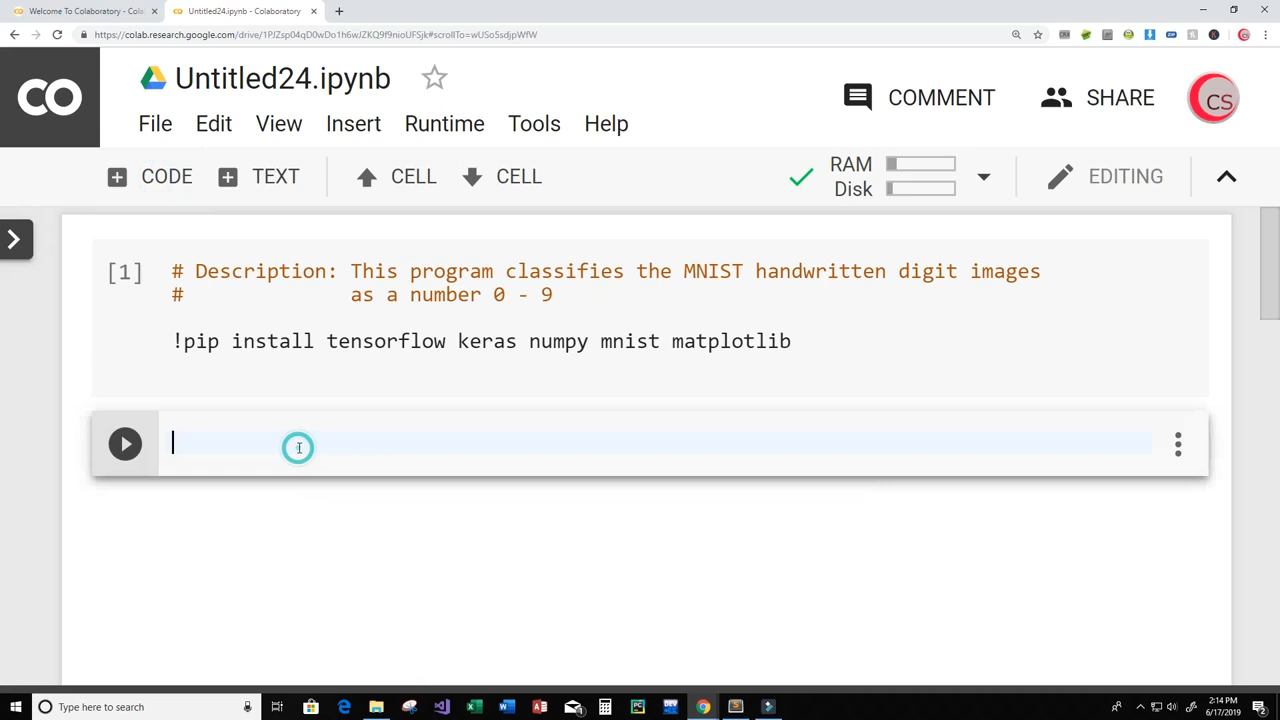 Welcome To Colaboratory - Cola
Untitled24.ipynb - Colaboratory
https://colab.research.google.com/drive/1PJZsp04qD0wDo1h6wJZKQ9f9nioUFSjk#scrollTo=wUSo5sdjpWfW
CO
Untitled24.ipynb
COMMENT
SHARE
CS
File Edit View Insert Runtime Tools Help
CODE
TEXT
CELL
CELL
RAM
Disk
EDITING
[1]
# Description: This program classifies the MNIST handwritten digit images
# as a number 0 - 9
!pip install tensorflow keras numpy mnist matplotlib
Type here to search
2:14 PM
6/17/2019